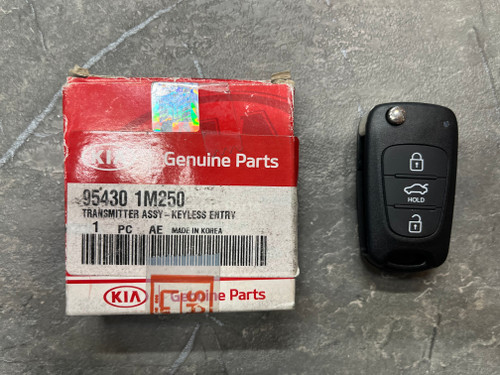 KIA Genuine Parts
95430 1M250
TRANSMITTER ASSY-KEYLESS ENTRY
1 PC AE MADE IN KOREA
KIA Genuine Parts
HOLD